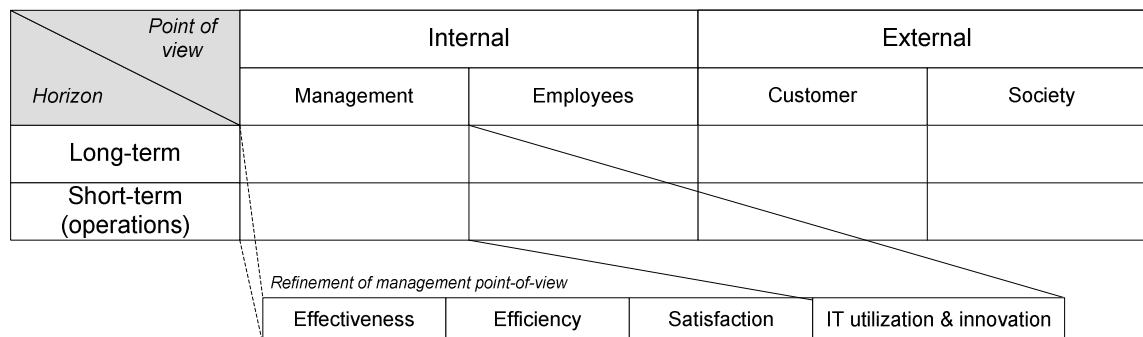 Point of
view
Horizon
Internal
External
Management
Employees
Customer
Society
Long-term
Short-term
(operations)
Refinement of management point-of-view
Effectiveness
Efficiency
Satisfaction
IT utilization & innovation